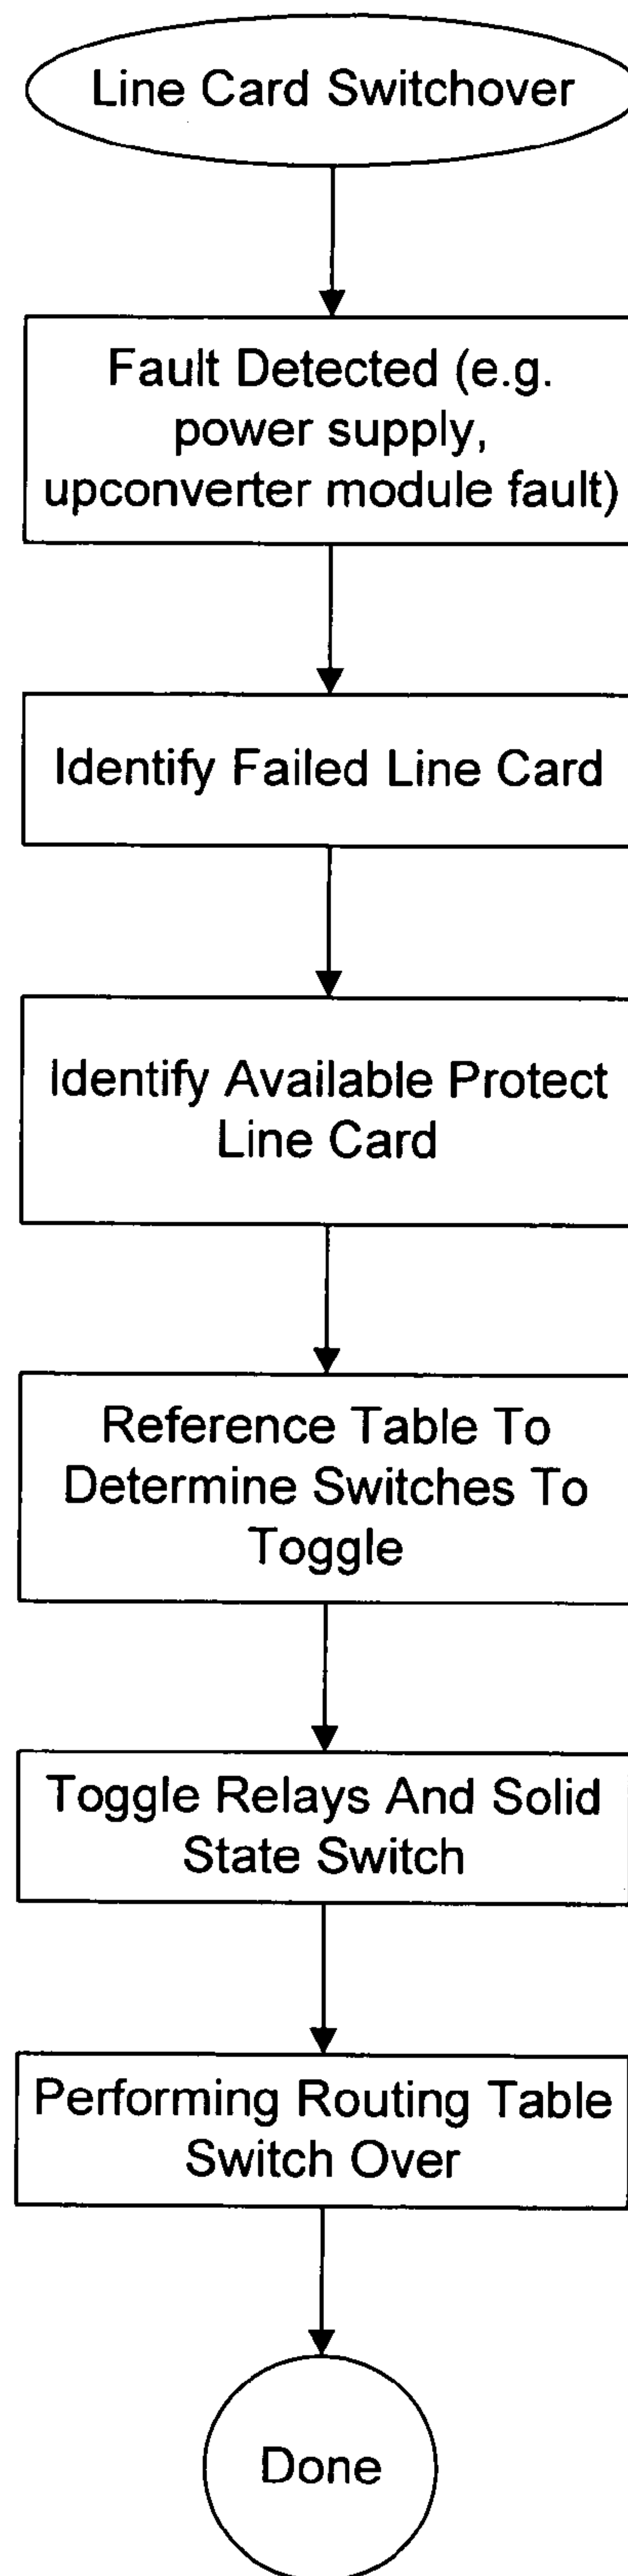 Line Card Switchover
Fault Detected (e.g.
power supply,
upconverter module fault)
Identify Failed Line Card
Identify Available Protect
Line Card
Reference Table To
Determine Switches To
Toggle
Toggle Relays And Solid
State Switch
Performing Routing Table
Switch Over
Done